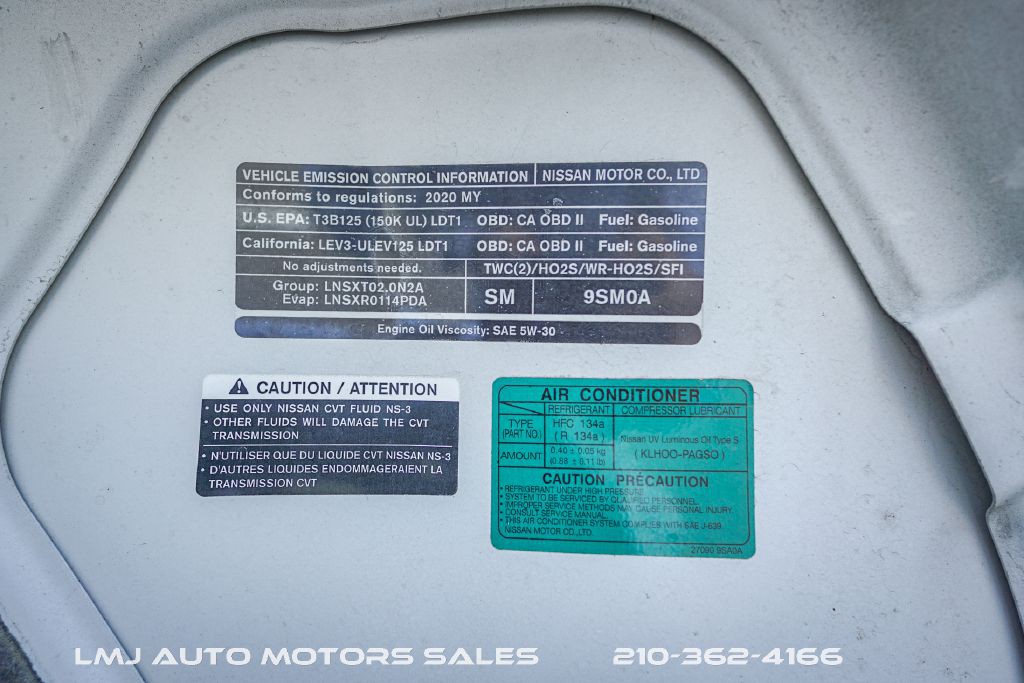 VEHICLE EMISSION CONTROL INFORMATION NISSAN MOTOR CO., LTD
Conforms to regulations: 2020 MY
U.S. EPA: T3B125 (150K UL) LDT1 OBD: CA OBD II Fuel: Gasoline
California: LEV3-ULEV125 LDT1 OBD: CA OBD II Fuel: Gasoline
No adjustments needed. TWC(2)/HO2S/WR-HO2S/SFI
Group: LNSXT02.0N2A
Evap: LNSXR0114PDA
SM 9SM0A
Engine Oil Viscosity: SAE 5W-30
CAUTION / ATTENTION
• USE ONLY NISSAN CVT FLUID NS-3
• OTHER FLUIDS WILL DAMAGE THE CVT
TRANSMISSION
• N'UTILISER QUE DU LIQUIDE CVT NISSAN NS-3
• D'AUTRES LIQUIDES ENDOMMAGERAIENT LA
TRANSMISSION CVT
AIR CONDITIONER
REFRIGERANT COMPRESSOR LUBRICANT
TYPE
(PART NO.)
HFC 134a
(R 134a)
Nissan UV Luminous Oil Type S
(KLH00-PAGS0)
AMOUNT
0.40 ± 0.05 kg
(0.88 ± 0.11 lb)
CAUTION PRÉCAUTION
• REFRIGERANT UNDER HIGH PRESSURE.
• SYSTEM TO BE SERVICED BY QUALIFIED PERSONNEL.
• IMPROPER SERVICE METHODS MAY CAUSE PERSONAL INJURY.
• CONSULT SERVICE MANUAL.
• THIS AIR CONDITIONER SYSTEM COMPLIES WITH SAE J-639.
NISSAN MOTOR CO.,LTD.
27090 9SA0A
LMJ AUTO MOTORS SALES 210-362-4166